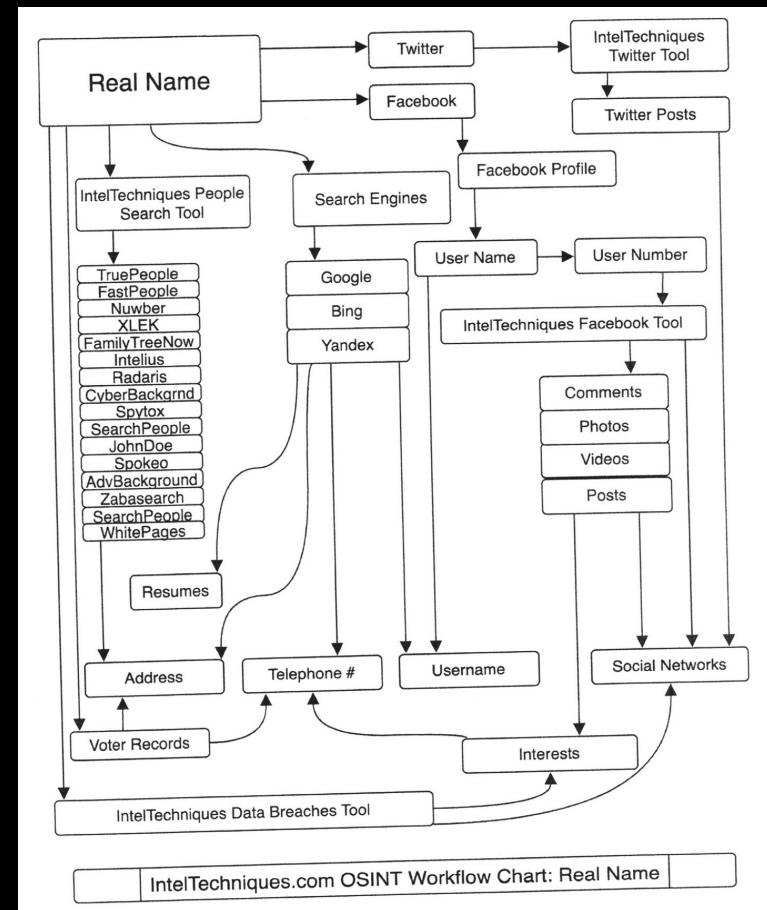 Real Name
Twitter
IntelTechniques
Twitter Tool
Facebook
Twitter Posts
IntelTechniques People
Search Tool
Search Engines
Facebook Profile
User Name
User Number
TruePeople
FastPeople
Nuwber
XLEK
FamilyTreeNow
Intelius
Radaris
CyberBackgrnd
Spytox
SearchPeople
JohnDoe
Spokeo
AdvBackground
Zabasearch
SearchPeople
WhitePages
Google
Bing
Yandex
IntelTechniques Facebook Tool
Comments
Photos
Videos
Posts
Resumes
Address
Telephone #
Username
Social Networks
Voter Records
Interests
IntelTechniques Data Breaches Tool
IntelTechniques.com OSINT Workflow Chart: Real Name